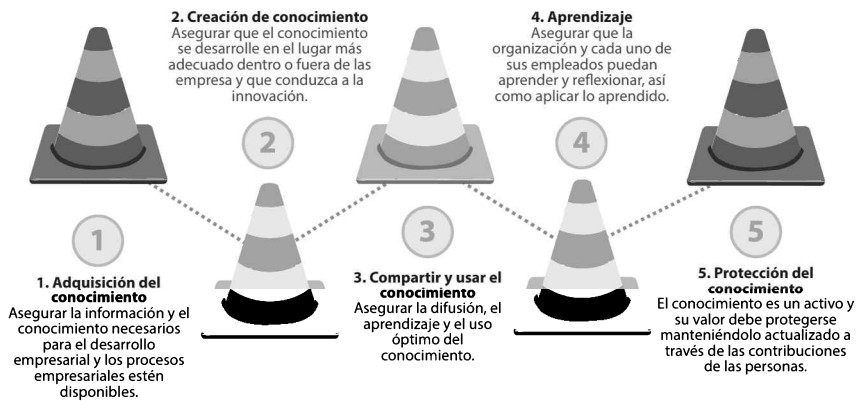 1
1. Adquisición del
conocimiento
Asegurar la información y el
conocimiento necesarios
para el desarrollo
empresarial y los procesos
empresariales estén
disponibles.
2. Creación de conocimiento
Asegurar que el conocimiento
se desarrolle en el lugar más
adecuado dentro o fuera de las
empresa y que conduzca a la
innovación.
2
3
3. Compartir y usar el
conocimiento
Asegurar la difusión, el
aprendizaje y el uso
óptimo del
conocimiento.
4. Aprendizaje
Asegurar que la
organización y cada uno de
sus empleados puedan
aprender y reflexionar, así
como aplicar lo aprendido.
4
5
5. Protección del
conocimiento
El conocimiento es un activo y
su valor debe protegerse
manteniéndolo actualizado a
través de las contribuciones
de las personas.